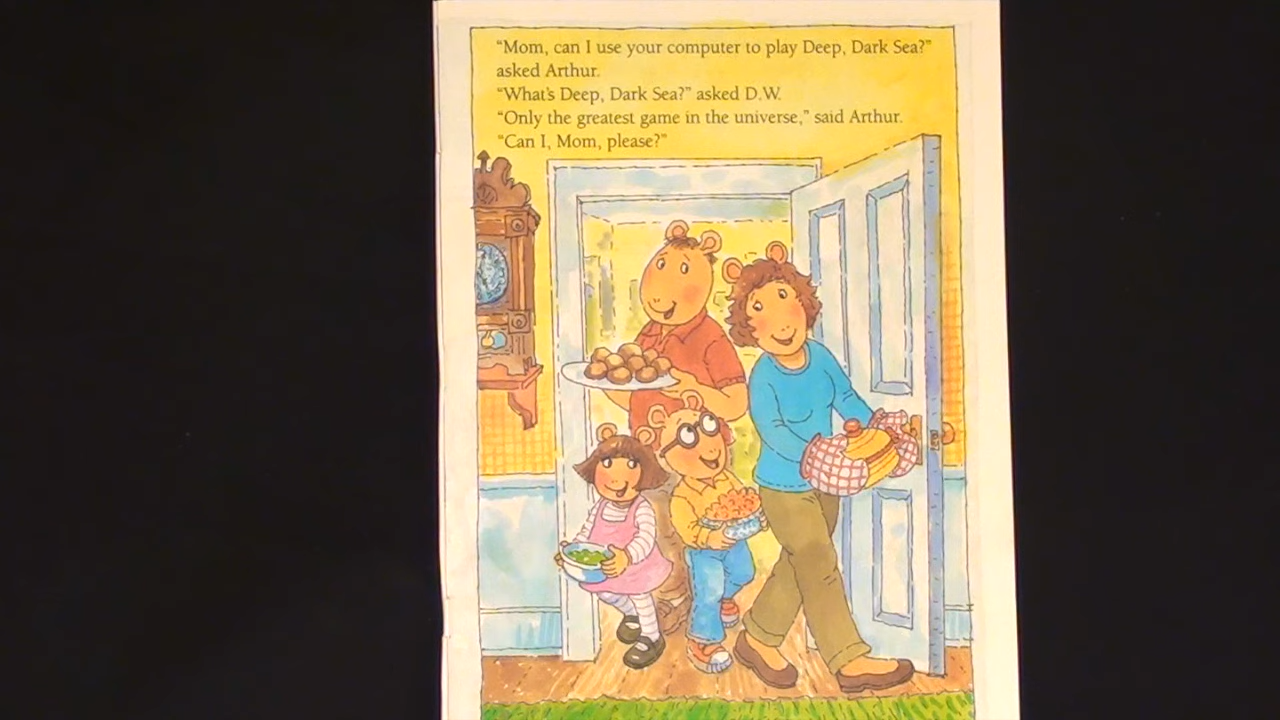 “Mom, can I use your computer to play Deep, Dark Sea?”
asked Arthur.
“What's Deep, Dark Sea?” asked D.W.
“Only the greatest game in the universe,” said Arthur.
“Can I, Mom, please?”